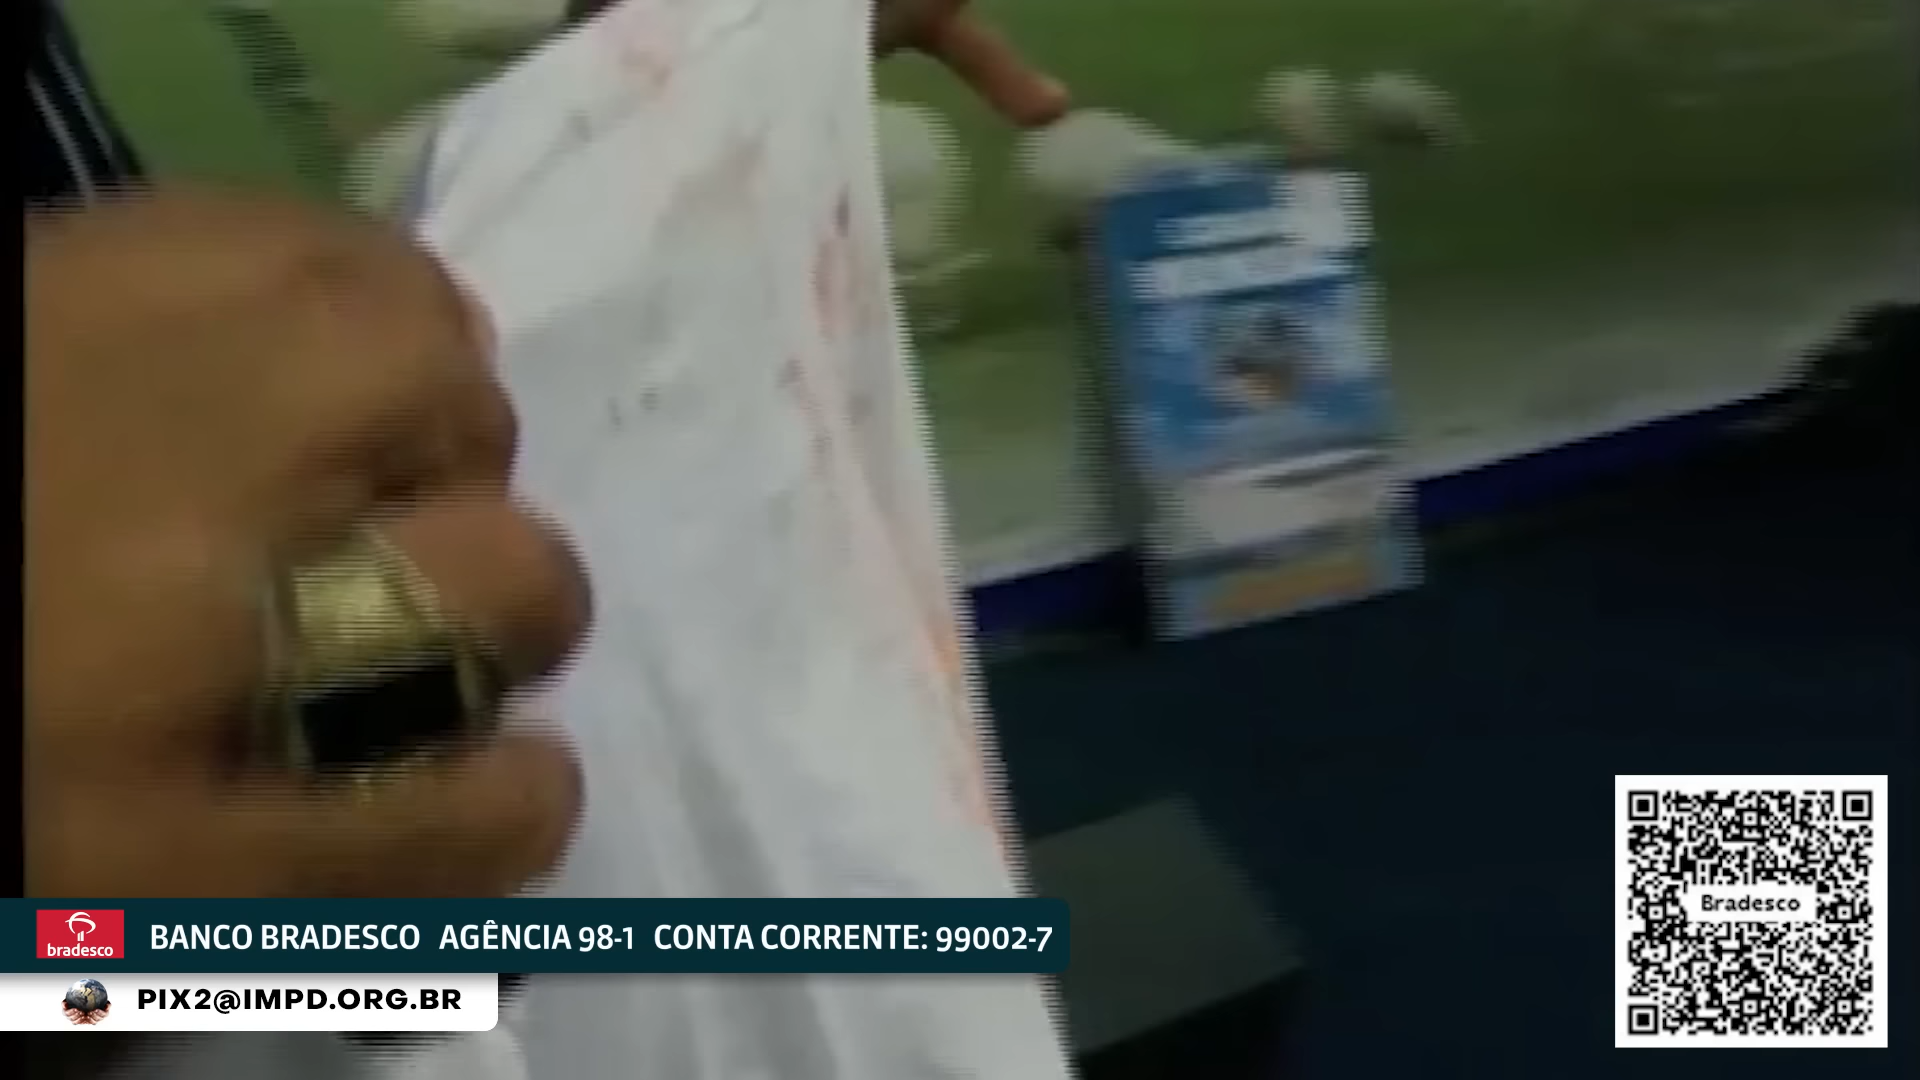 bradesco
BANCO BRADESCO AGÊNCIA 98-1 CONTA CORRENTE: 99002-7
PIX2@IMPD.ORG.BR
Bradesco